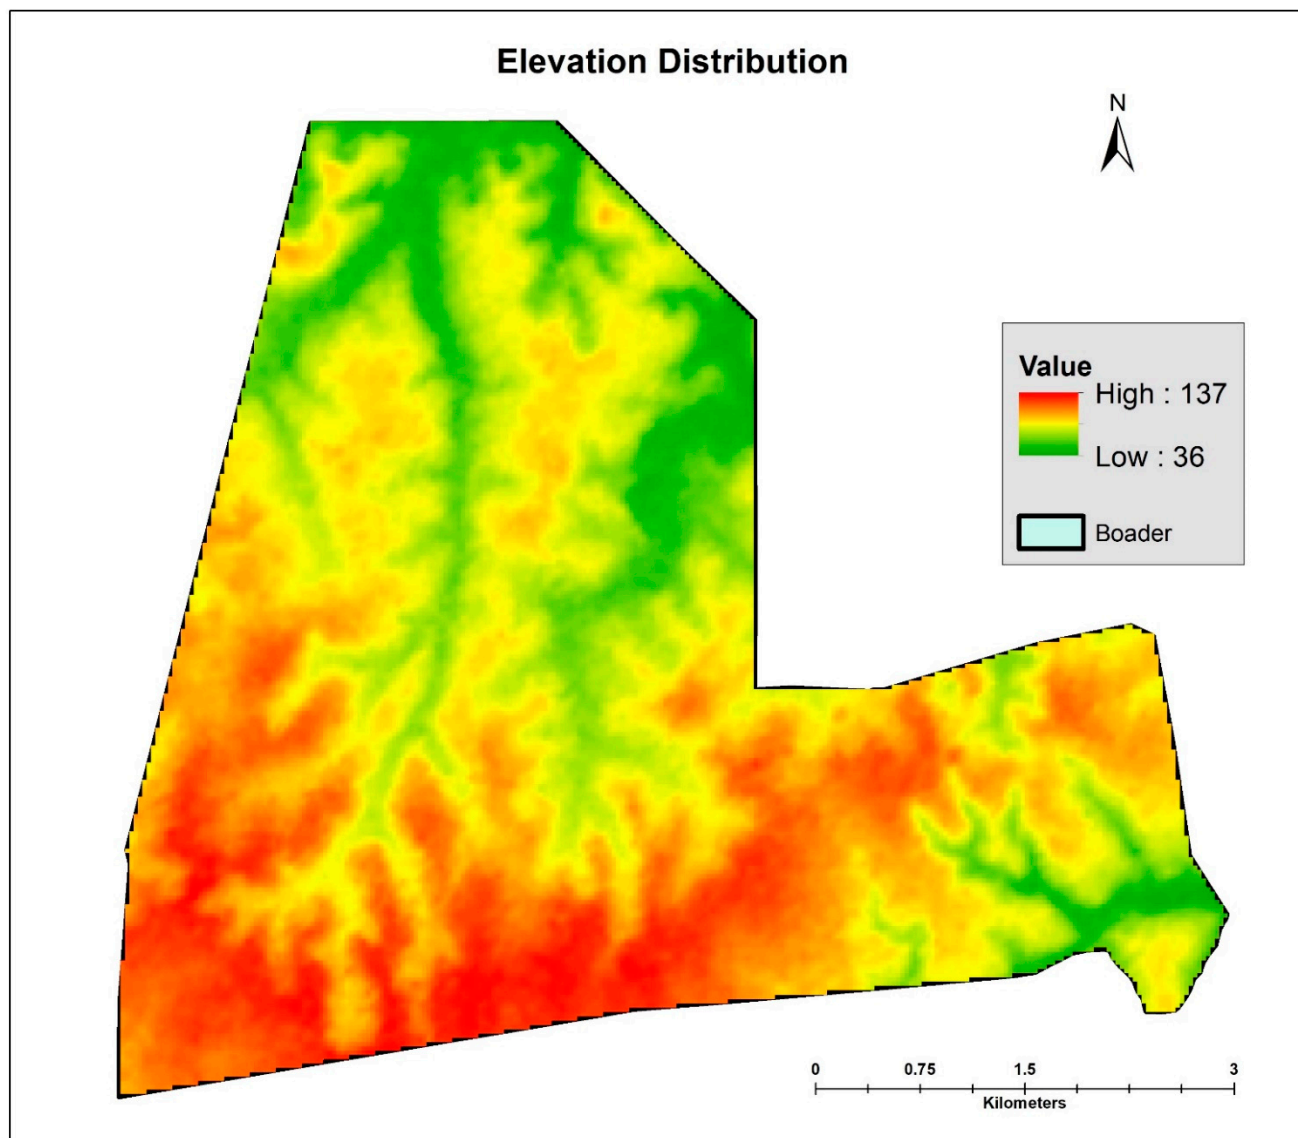 Elevation Distribution
N
Value
High : 137
Low : 36
Boader
0 0.75 1.5 3
Kilometers